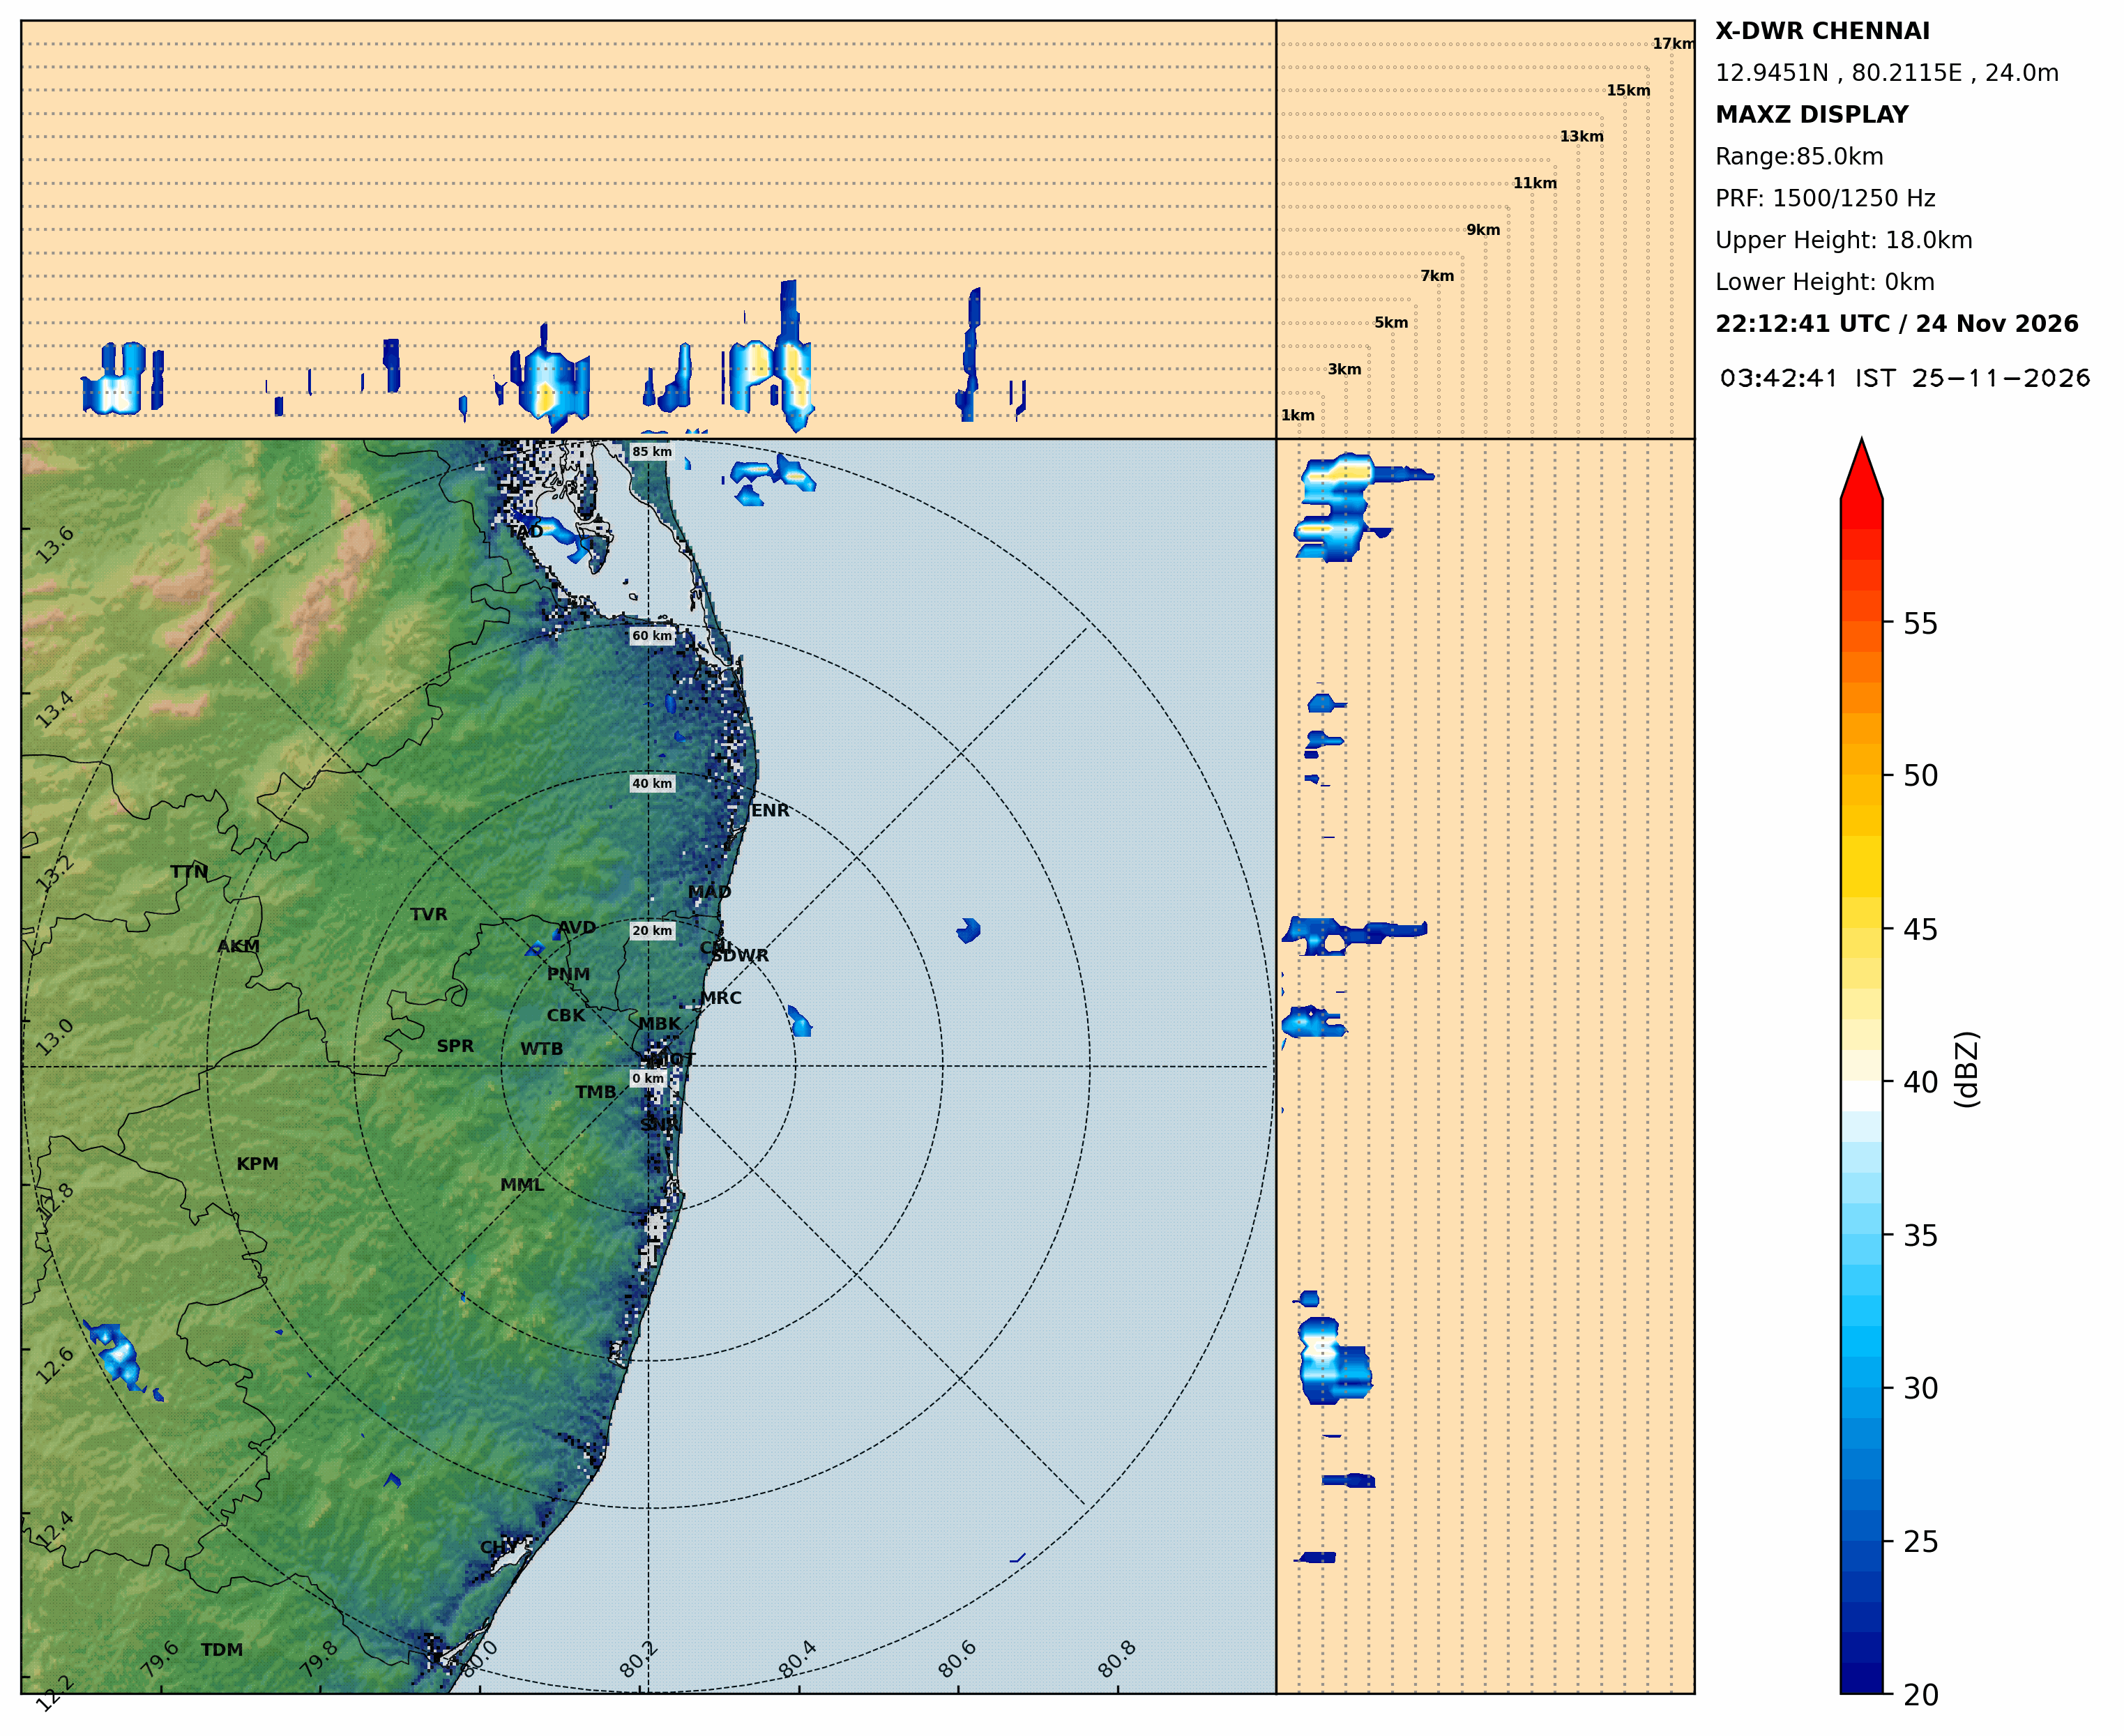 X-DWR CHENNAI
12.9451N , 80.2115E , 24.0m
MAXZ DISPLAY
Range:85.0km
PRF: 1500/1250 Hz
Upper Height: 18.0km
Lower Height: 0km
22:12:41 UTC / 24 Nov 2026
03:42:41 IST 25-11-2026
17km
15km
13km
11km
9km
7km
5km
3km
1km
85 km
60 km
40 km
20 km
0 km
TAD
ENR
TTN
MAD
TVR
AVD
AKM
CNI
SDWR
PNM
MRC
CBK
MBK
SPR
WTB
TMB
SNR
KPM
MML
CHY
TDM
13.6
13.4
13.2
13.0
12.8
12.6
12.4
12.2
79.6
79.8
80.0
80.2
80.4
80.6
80.8
55
50
45
40
35
30
25
20
(dBZ)